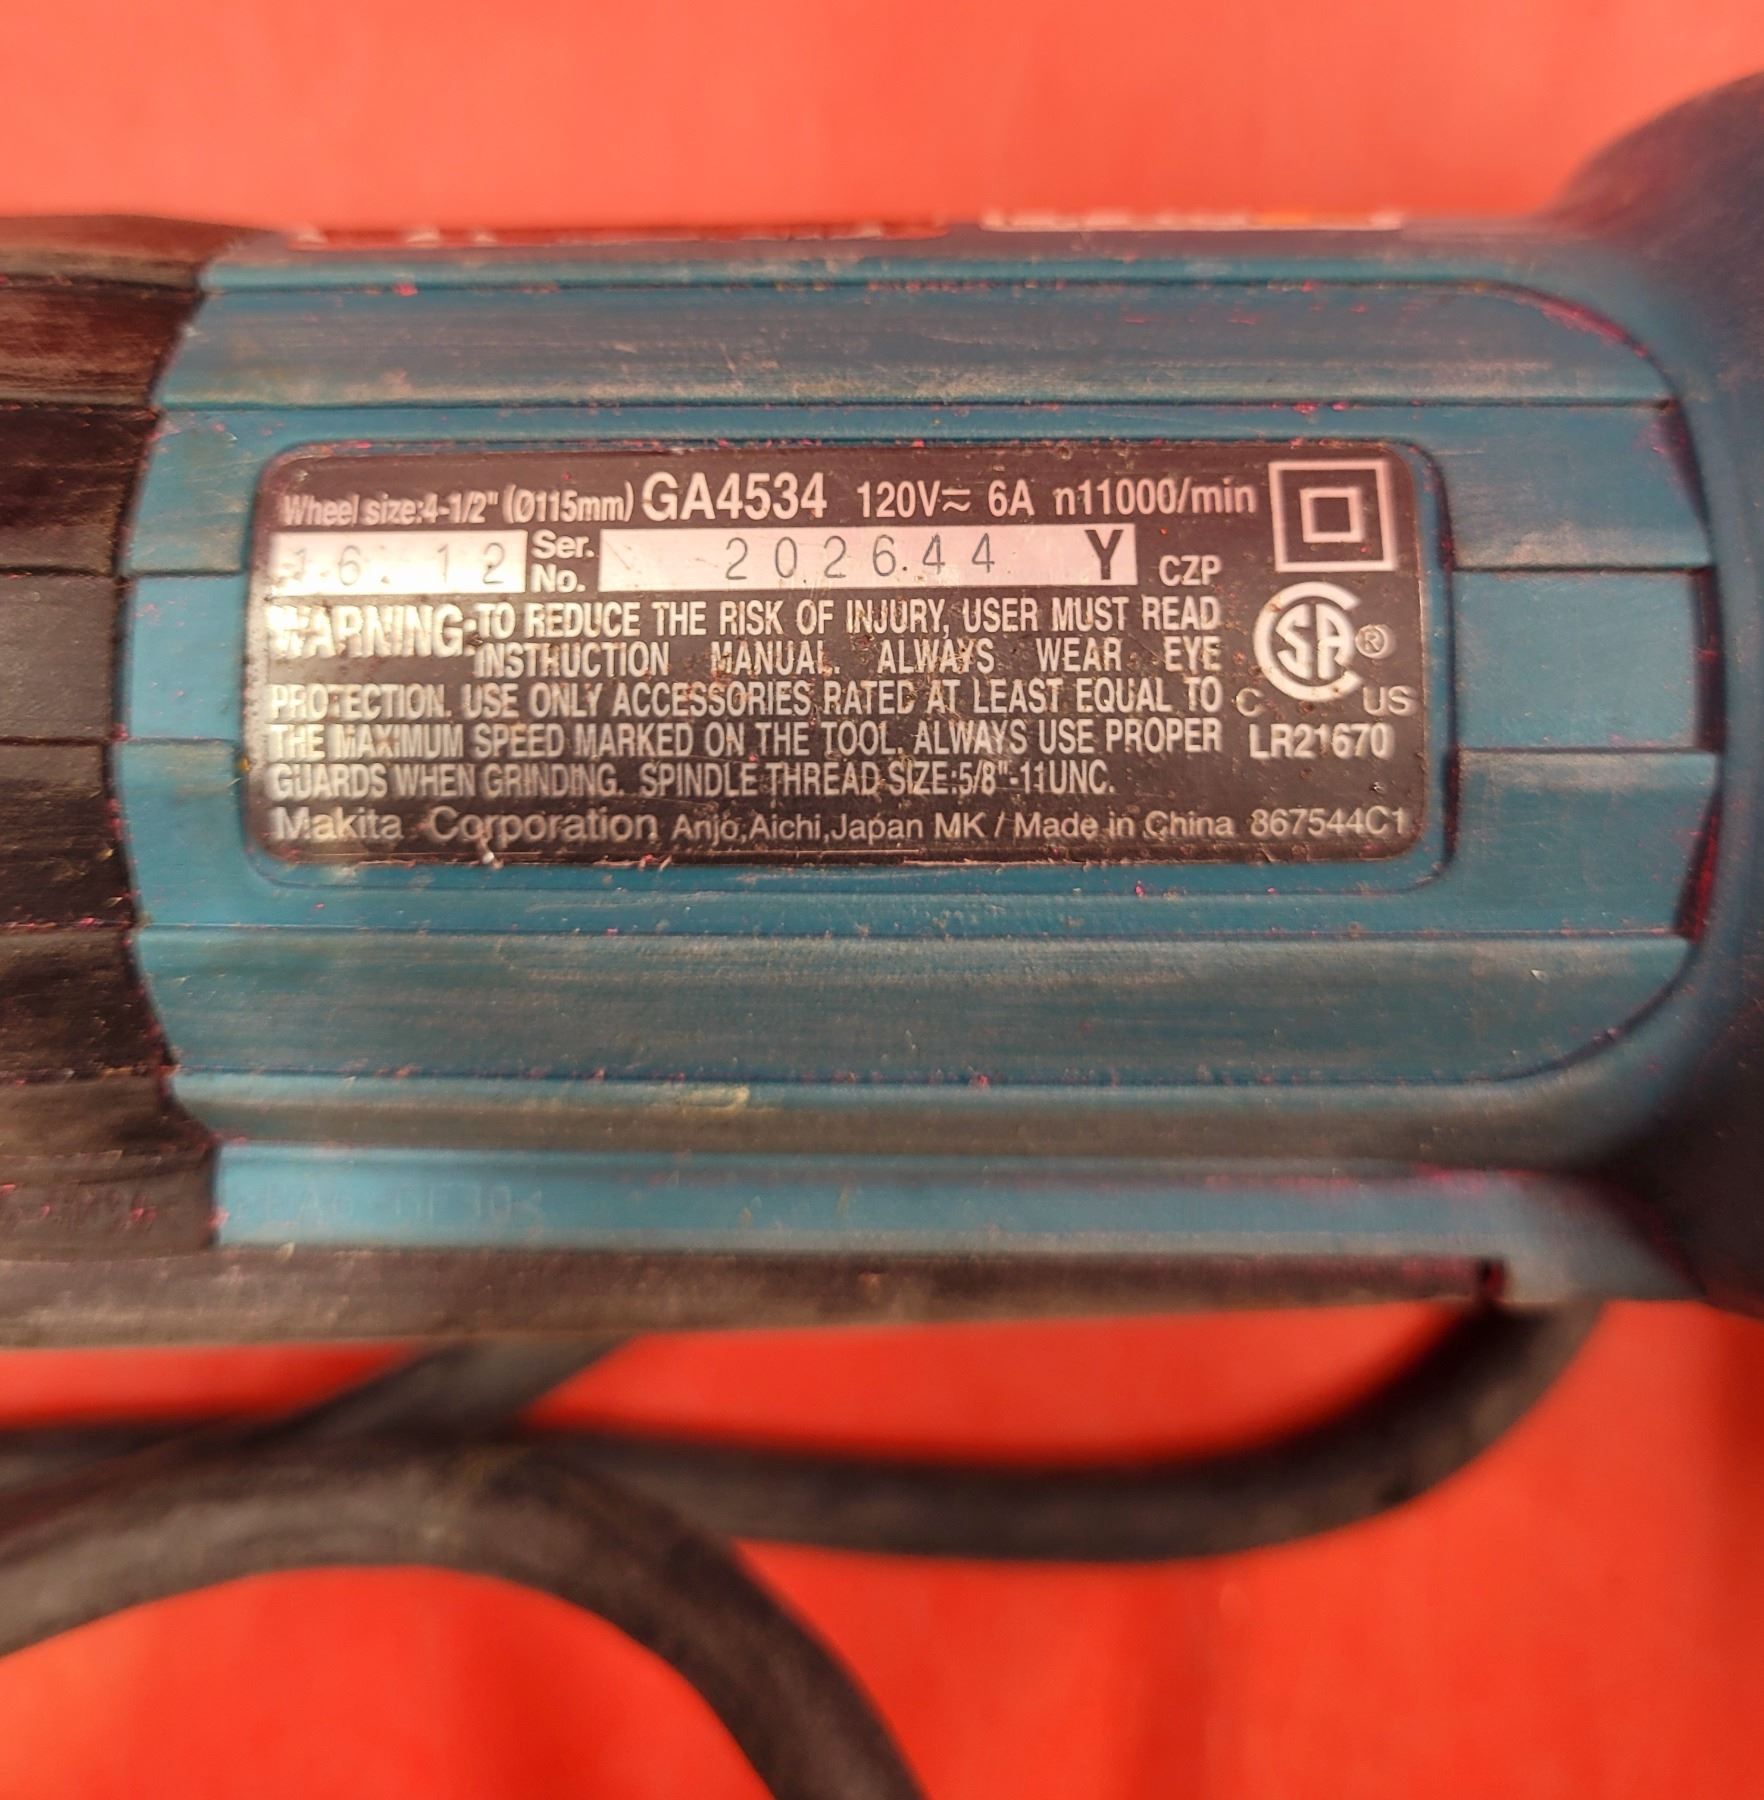 Wheel size:4-1/2" (Ø115mm) GA4534 120V≂ 6A n11000/min
16 12 Ser. No. 202644 Y CZP
WARNING: TO REDUCE THE RISK OF INJURY, USER MUST READ
INSTRUCTION MANUAL. ALWAYS WEAR EYE
PROTECTION. USE ONLY ACCESSORIES RATED AT LEAST EQUAL TO
THE MAXIMUM SPEED MARKED ON THE TOOL. ALWAYS USE PROPER
GUARDS WHEN GRINDING. SPINDLE THREAD SIZE:5/8"-11UNC.
Makita Corporation Anjo,Aichi,Japan MK / Made in China 867544C1
CSA®
C US
LR21670